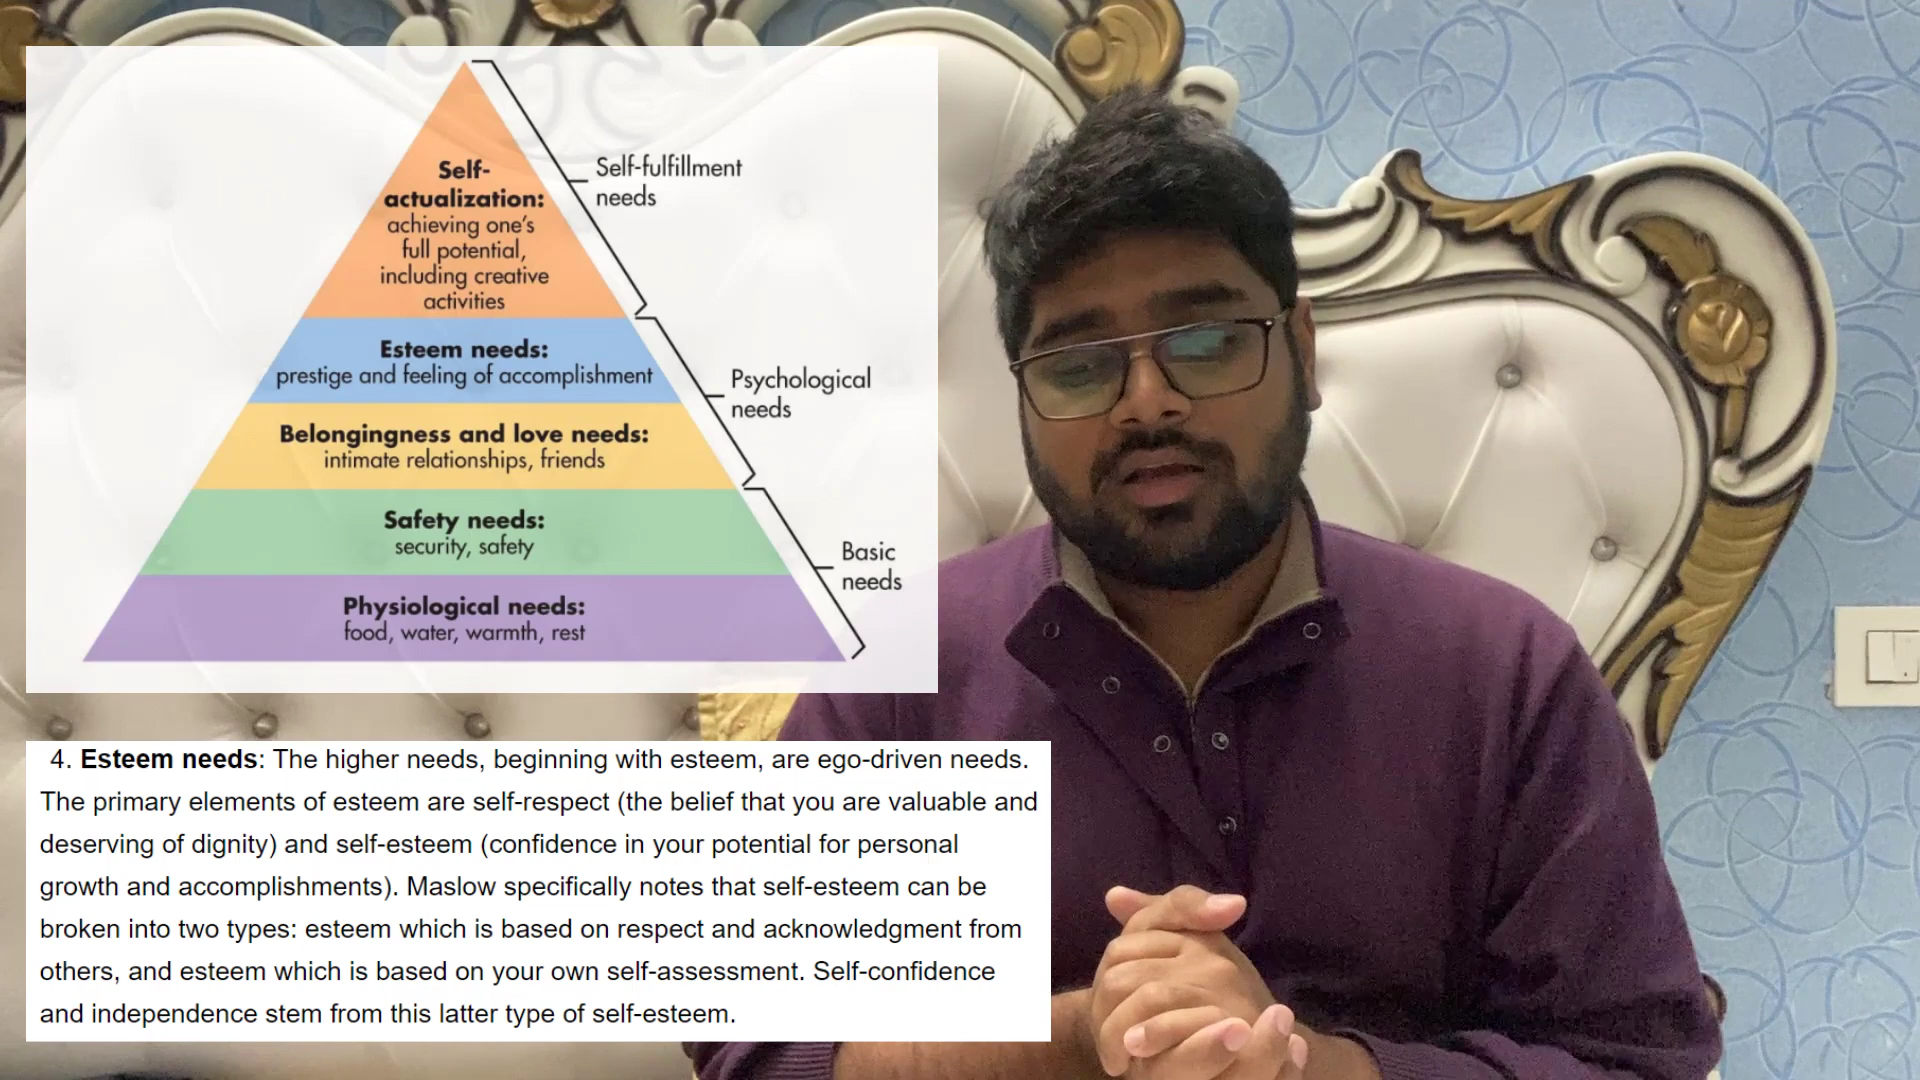 Self-
actualization:
achieving one's
full potential,
including creative
activities
Self-fulfillment
needs
Esteem needs:
prestige and feeling of accomplishment
Psychological
needs
Belongingness and love needs:
intimate relationships, friends
Safety needs:
security, safety
Basic
needs
Physiological needs:
food, water, warmth, rest
4. Esteem needs: The higher needs, beginning with esteem, are ego-driven needs.
The primary elements of esteem are self-respect (the belief that you are valuable and
deserving of dignity) and self-esteem (confidence in your potential for personal
growth and accomplishments). Maslow specifically notes that self-esteem can be
broken into two types: esteem which is based on respect and acknowledgment from
others, and esteem which is based on your own self-assessment. Self-confidence
and independence stem from this latter type of self-esteem.